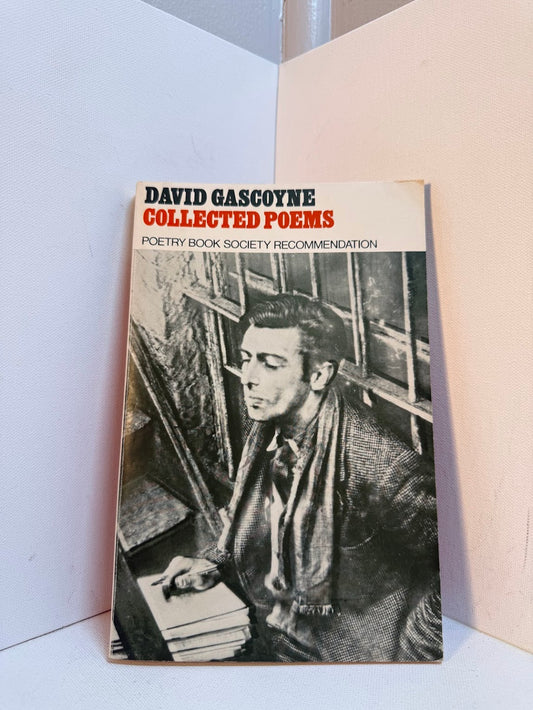 DAVID GASCOYNE
COLLECTED POEMS
POETRY BOOK SOCIETY RECOMMENDATION